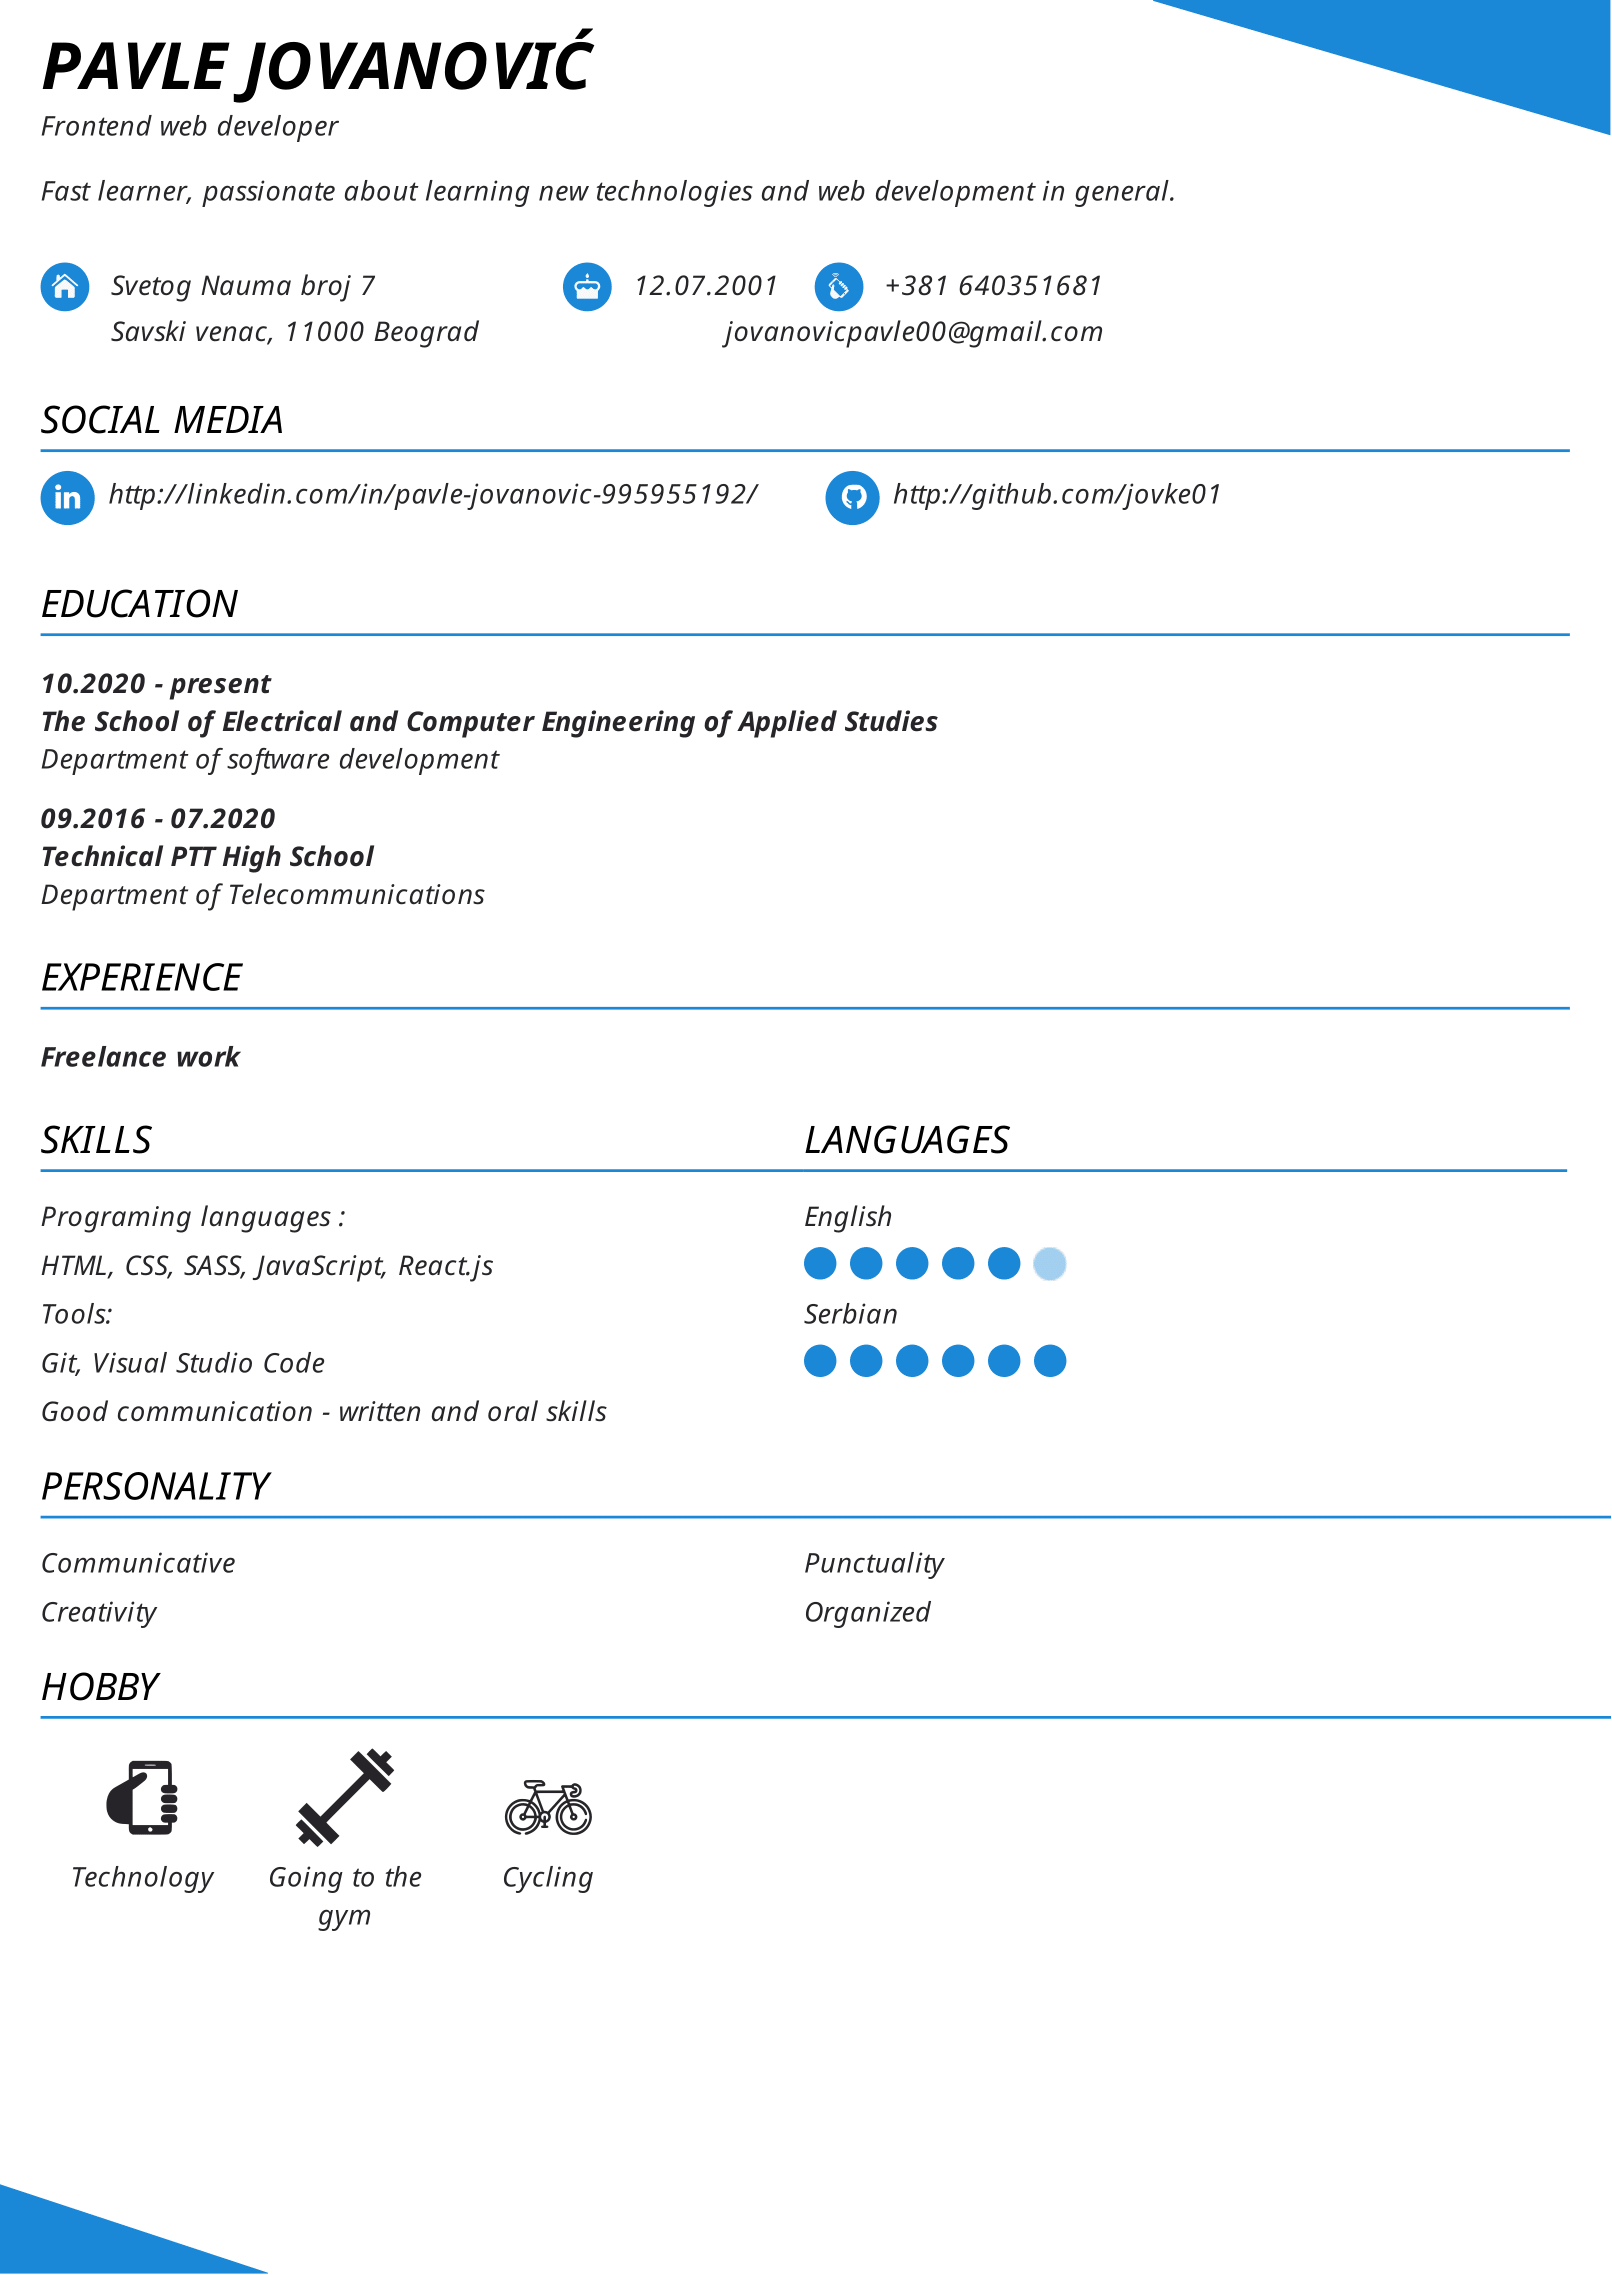 PAVLE JOVANOVIĆ
Frontend web developer
Fast learner, passionate about learning new technologies and web development in general.
Svetog Nauma broj 7
Savski venac, 11000 Beograd
12.07.2001
+381 640351681
jovanovicpavle00@gmail.com
SOCIAL MEDIA
http://linkedin.com/in/pavle-jovanovic-995955192/
http://github.com/jovke01
EDUCATION
10.2020 - present
The School of Electrical and Computer Engineering of Applied Studies
Department of software development
09.2016 - 07.2020
Technical PTT High School
Department of Telecommunications
EXPERIENCE
Freelance work
SKILLS
Programing languages :
HTML, CSS, SASS, JavaScript, React.js
Tools:
Git, Visual Studio Code
Good communication - written and oral skills
LANGUAGES
English
Serbian
PERSONALITY
Communicative
Creativity
Punctuality
Organized
HOBBY
Technology
Going to the
gym
Cycling